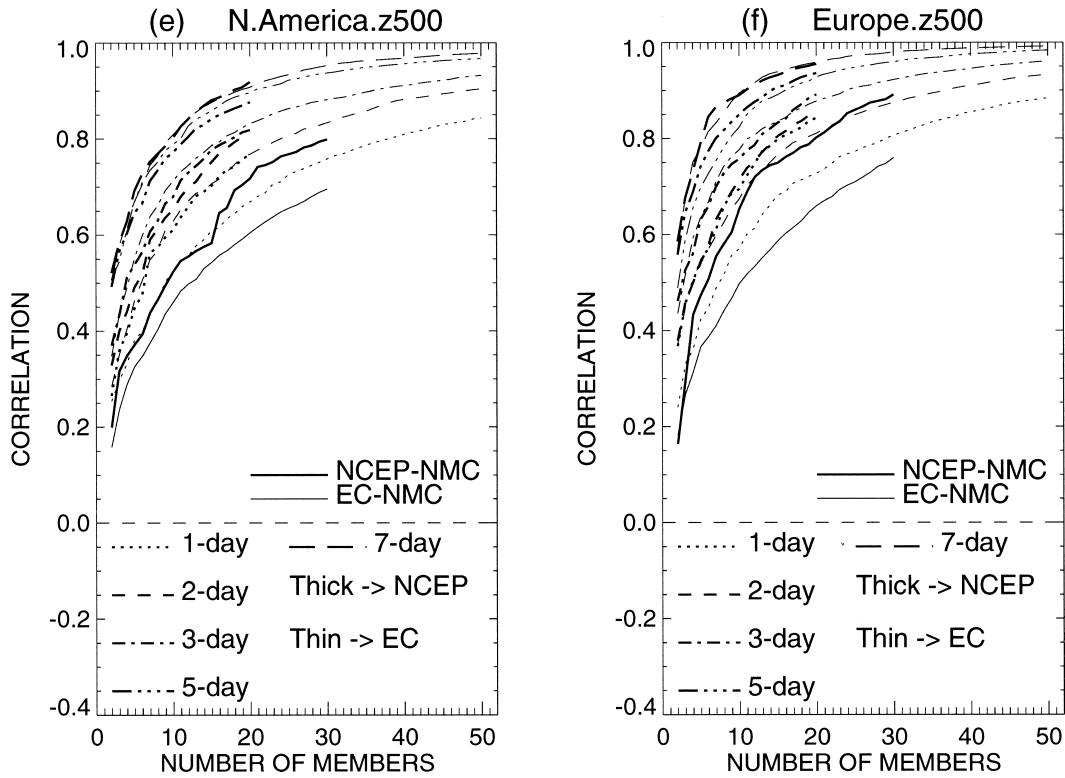 (e) N.America.z500
1.0
0.8
0.6
0.4
0.2
0.0
-0.2
-0.4
CORRELATION
NCEP-NMC
EC-NMC
1-day
7-day
2-day
Thick -> NCEP
3-day
Thin -> EC
5-day
0 10 20 30 40 50
NUMBER OF MEMBERS
(f) Europe.z500
1.0
0.8
0.6
0.4
0.2
0.0
-0.2
-0.4
CORRELATION
NCEP-NMC
EC-NMC
1-day
7-day
2-day
Thick -> NCEP
3-day
Thin -> EC
5-day
0 10 20 30 40 50
NUMBER OF MEMBERS